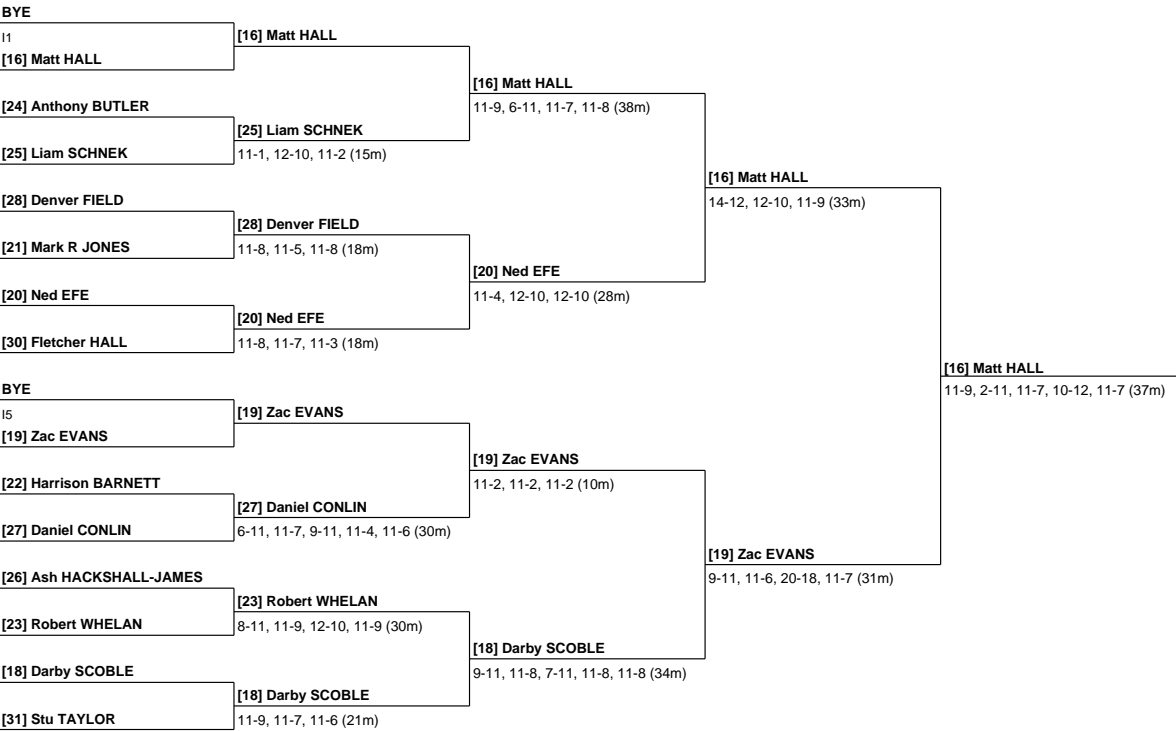 BYE
I1
[16] Matt HALL
[24] Anthony BUTLER
[25] Liam SCHNEK
[28] Denver FIELD
[21] Mark R JONES
[20] Ned EFE
[30] Fletcher HALL
BYE
I5
[19] Zac EVANS
[22] Harrison BARNETT
[27] Daniel CONLIN
[26] Ash HACKSHALL-JAMES
[23] Robert WHELAN
[18] Darby SCOBLE
[31] Stu TAYLOR
[16] Matt HALL
[25] Liam SCHNEK
11-1, 12-10, 11-2 (15m)
[28] Denver FIELD
11-8, 11-5, 11-8 (18m)
[20] Ned EFE
11-8, 11-7, 11-3 (18m)
[19] Zac EVANS
[27] Daniel CONLIN
6-11, 11-7, 9-11, 11-4, 11-6 (30m)
[23] Robert WHELAN
8-11, 11-9, 12-10, 11-9 (30m)
[18] Darby SCOBLE
11-9, 11-7, 11-6 (21m)
[16] Matt HALL
11-9, 6-11, 11-7, 11-8 (38m)
[20] Ned EFE
11-4, 12-10, 12-10 (28m)
[19] Zac EVANS
11-2, 11-2, 11-2 (10m)
[18] Darby SCOBLE
9-11, 11-8, 7-11, 11-8, 11-8 (34m)
[16] Matt HALL
14-12, 12-10, 11-9 (33m)
[19] Zac EVANS
9-11, 11-6, 20-18, 11-7 (31m)
[16] Matt HALL
11-9, 2-11, 11-7, 10-12, 11-7 (37m)